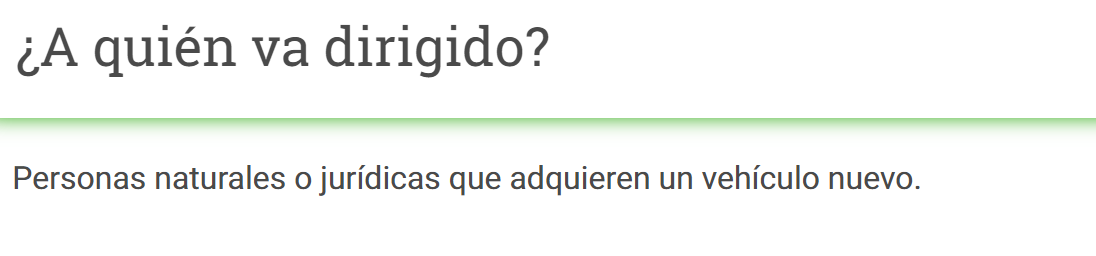 ¿A quién va dirigido?
Personas naturales o jurídicas que adquieren un vehículo nuevo.